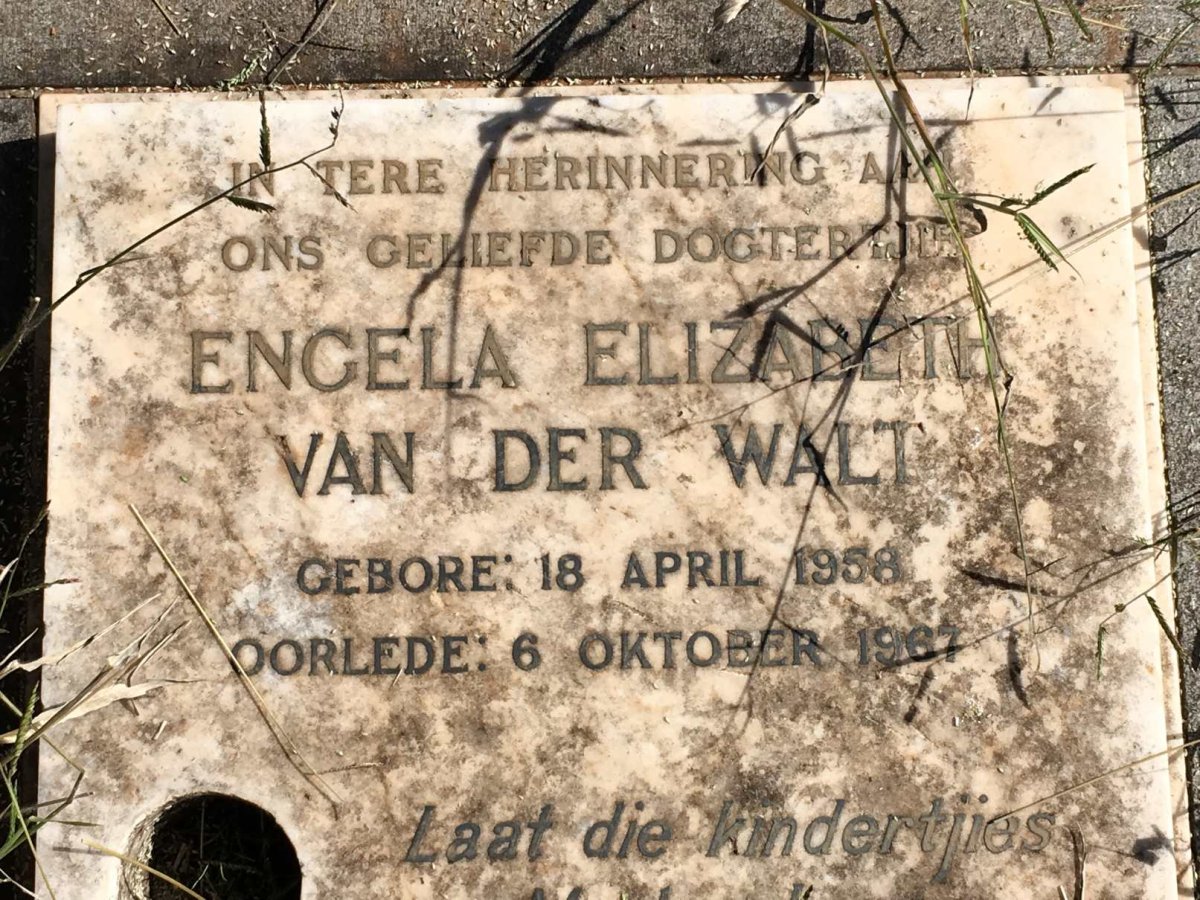 IN TERE HERINNERING AAN
ONS GELIEFDE DOGTERTJIE
ENGELA ELIZABETH
VAN DER WALT
GEBORE: 18 APRIL 1958
OORLEDE: 6 OKTOBER 1967
Laat die kindertjies